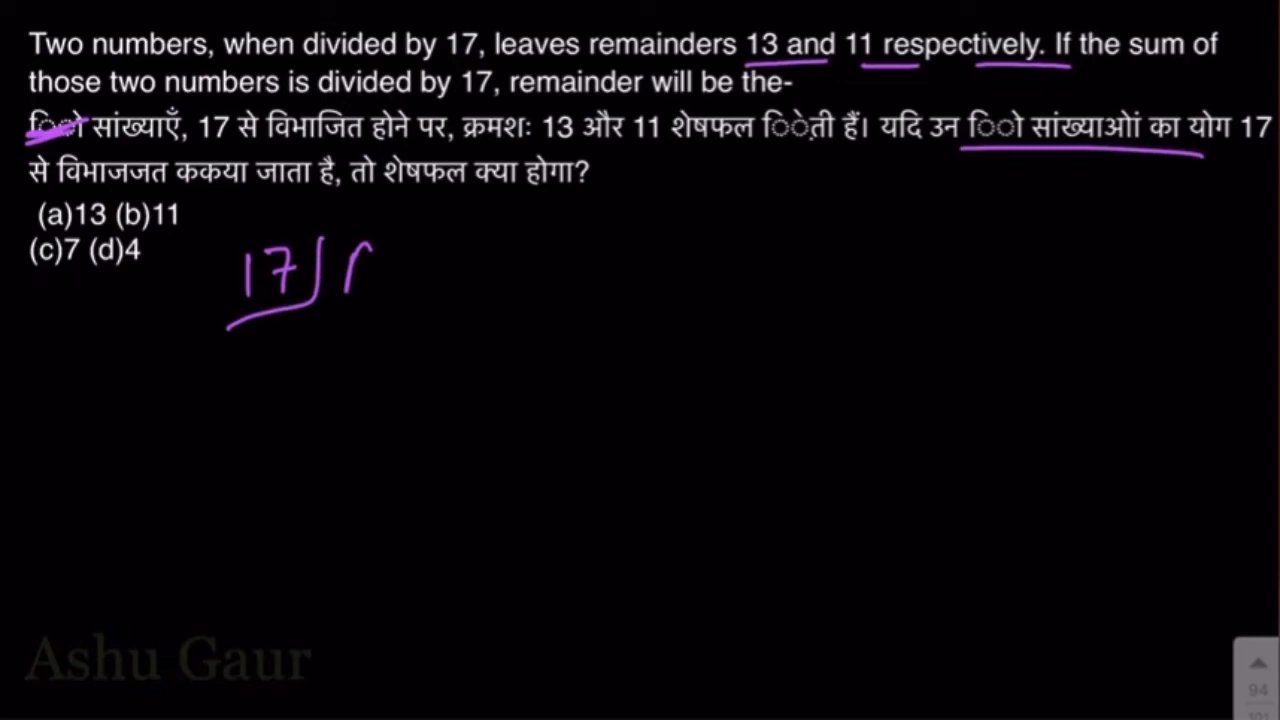 Two numbers, when divided by 17, leaves remainders 13 and 11 respectively. If the sum of
those two numbers is divided by 17, remainder will be the-
िो सांख्याएँ, 17 से विभाजित होने पर, क्रमशः 13 और 11 शेषफल िेती हैं। यदि उन िो सांख्याओां का योग 17
से विभाजजत ककया जाता है, तो शेषफल क्या होगा?
(a)13 (b)11
(c)7 (d)4
17
Ashu Gaur
94
101